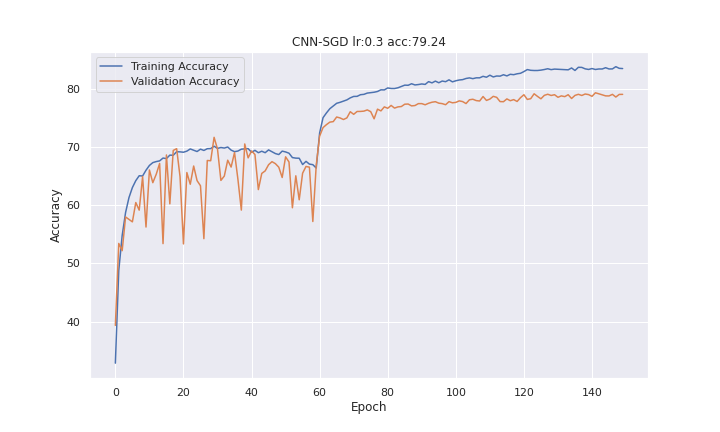 CNN-SGD lr:0.3 acc:79.24
Training Accuracy
Validation Accuracy
80
70
60
50
40
Accuracy
0 20 40 60 80 100 120 140
Epoch